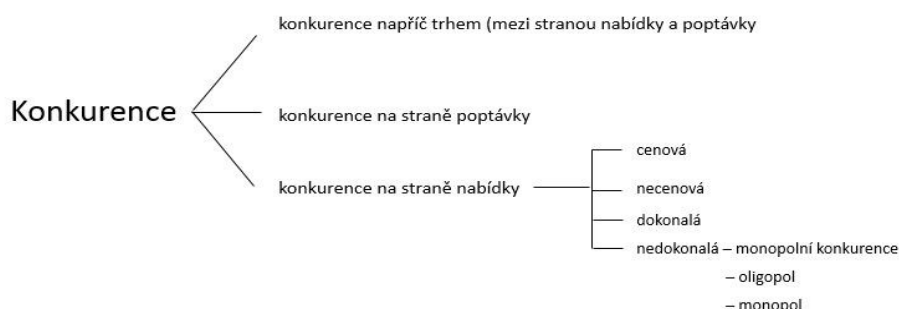 konkurence napříč trhem (mezi stranou nabídky a poptávky
Konkurence
konkurence na straně poptávky
konkurence na straně nabídky
cenová
necenová
dokonalá
nedokonalá – monopolní konkurence
– oligopol
– monopol